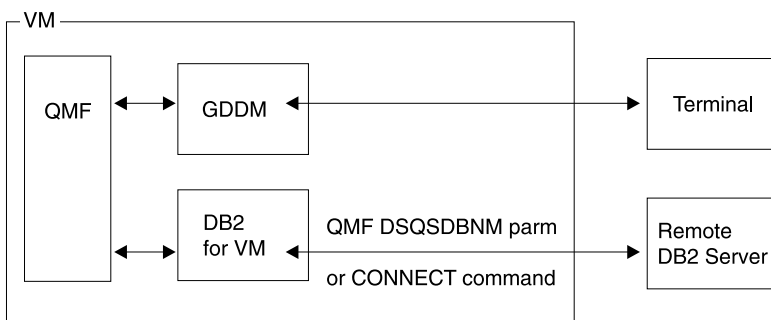 VM
QMF
GDDM
Terminal
DB2
for VM
QMF DSQSDBNM parm
or CONNECT command
Remote
DB2 Server